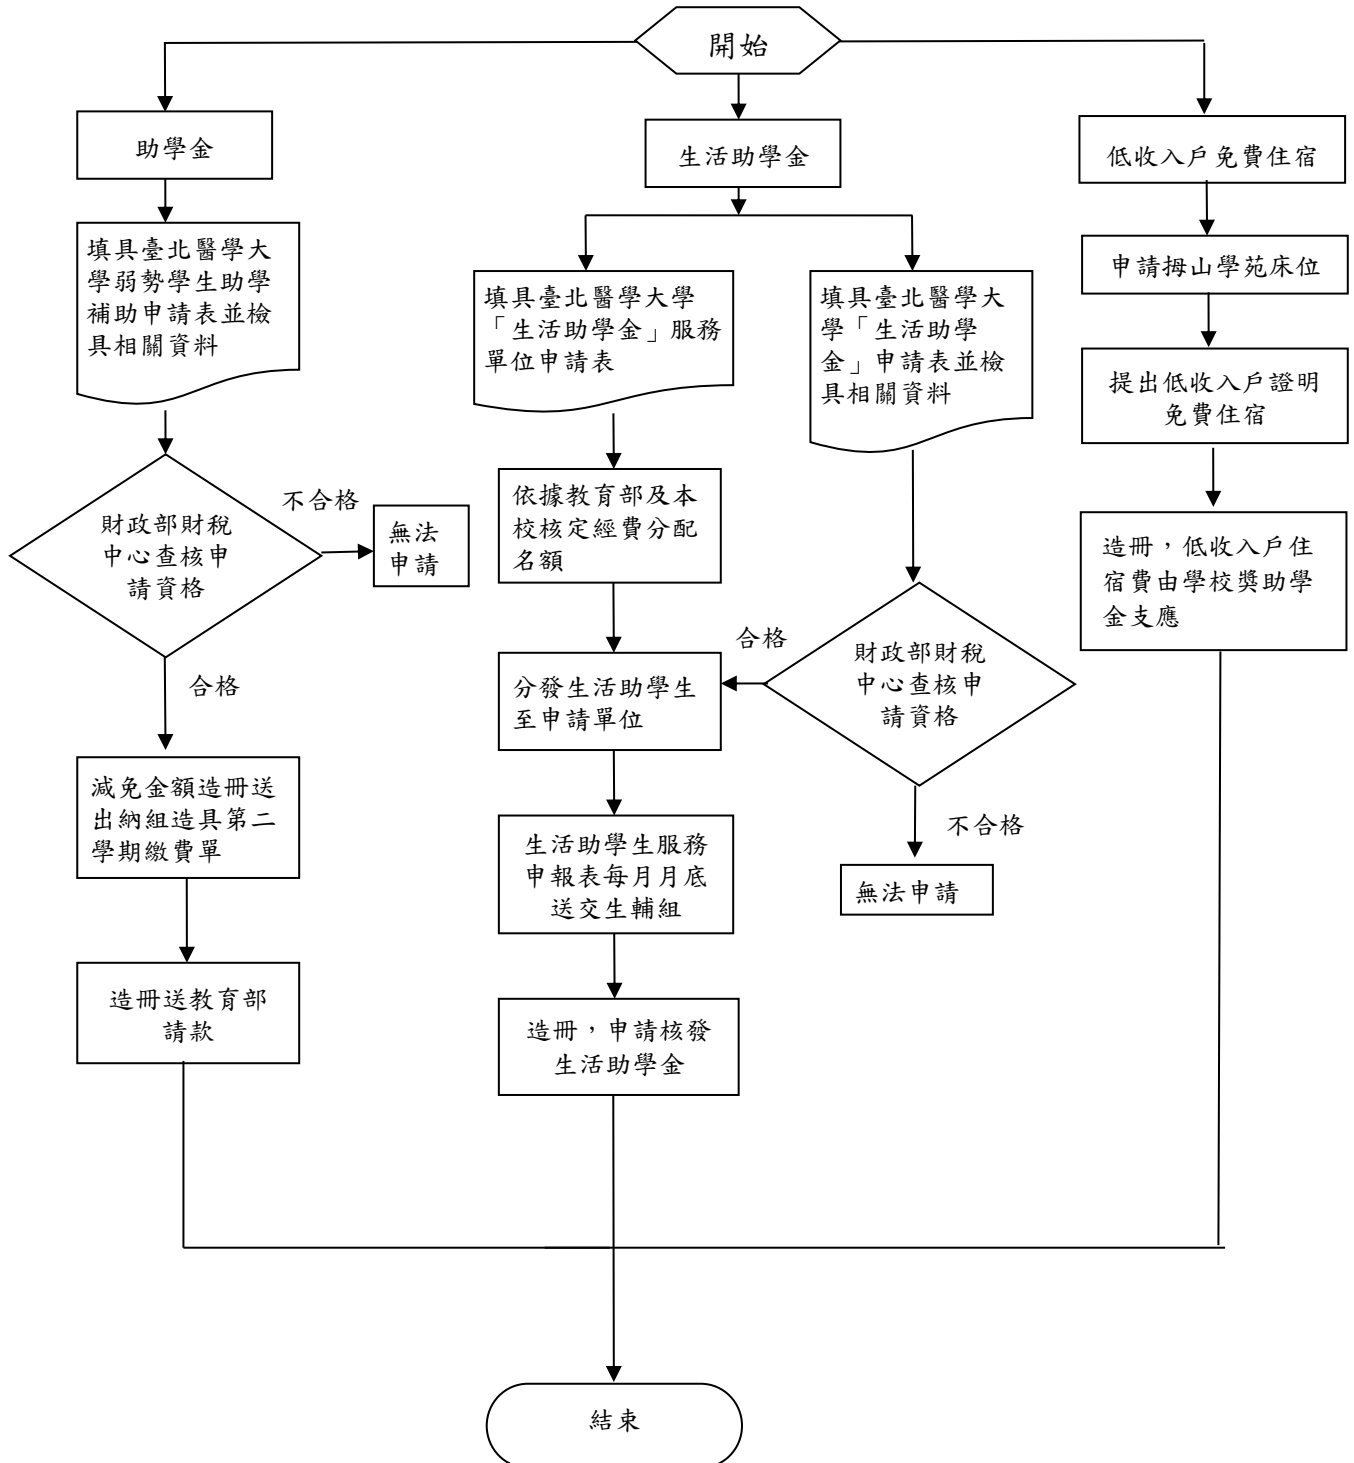 開始
助學金
填具臺北醫學大
學弱勢學生助學
補助申請表並檢
具相關資料
財政部財稅
中心查核申
請資格
不合格
無法
申請
合格
減免金額造冊送
出納組造具第二
學期繳費單
造冊送教育部
請款
生活助學金
填具臺北醫學大學
「生活助學金」服務
單位申請表
依據教育部及本
校核定經費分配
名額
分發生活助學生
至申請單位
生活助學生服務
申報表每月月底
送交生輔組
造冊，申請核發
生活助學金
填具臺北醫學大
學「生活助學
金」申請表並檢
具相關資料
合格
財政部財稅
中心查核申
請資格
不合格
無法申請
低收入戶免費住宿
申請拇山學苑床位
提出低收入戶證明
免費住宿
造冊，低收入戶住
宿費由學校獎助學
金支應
結束